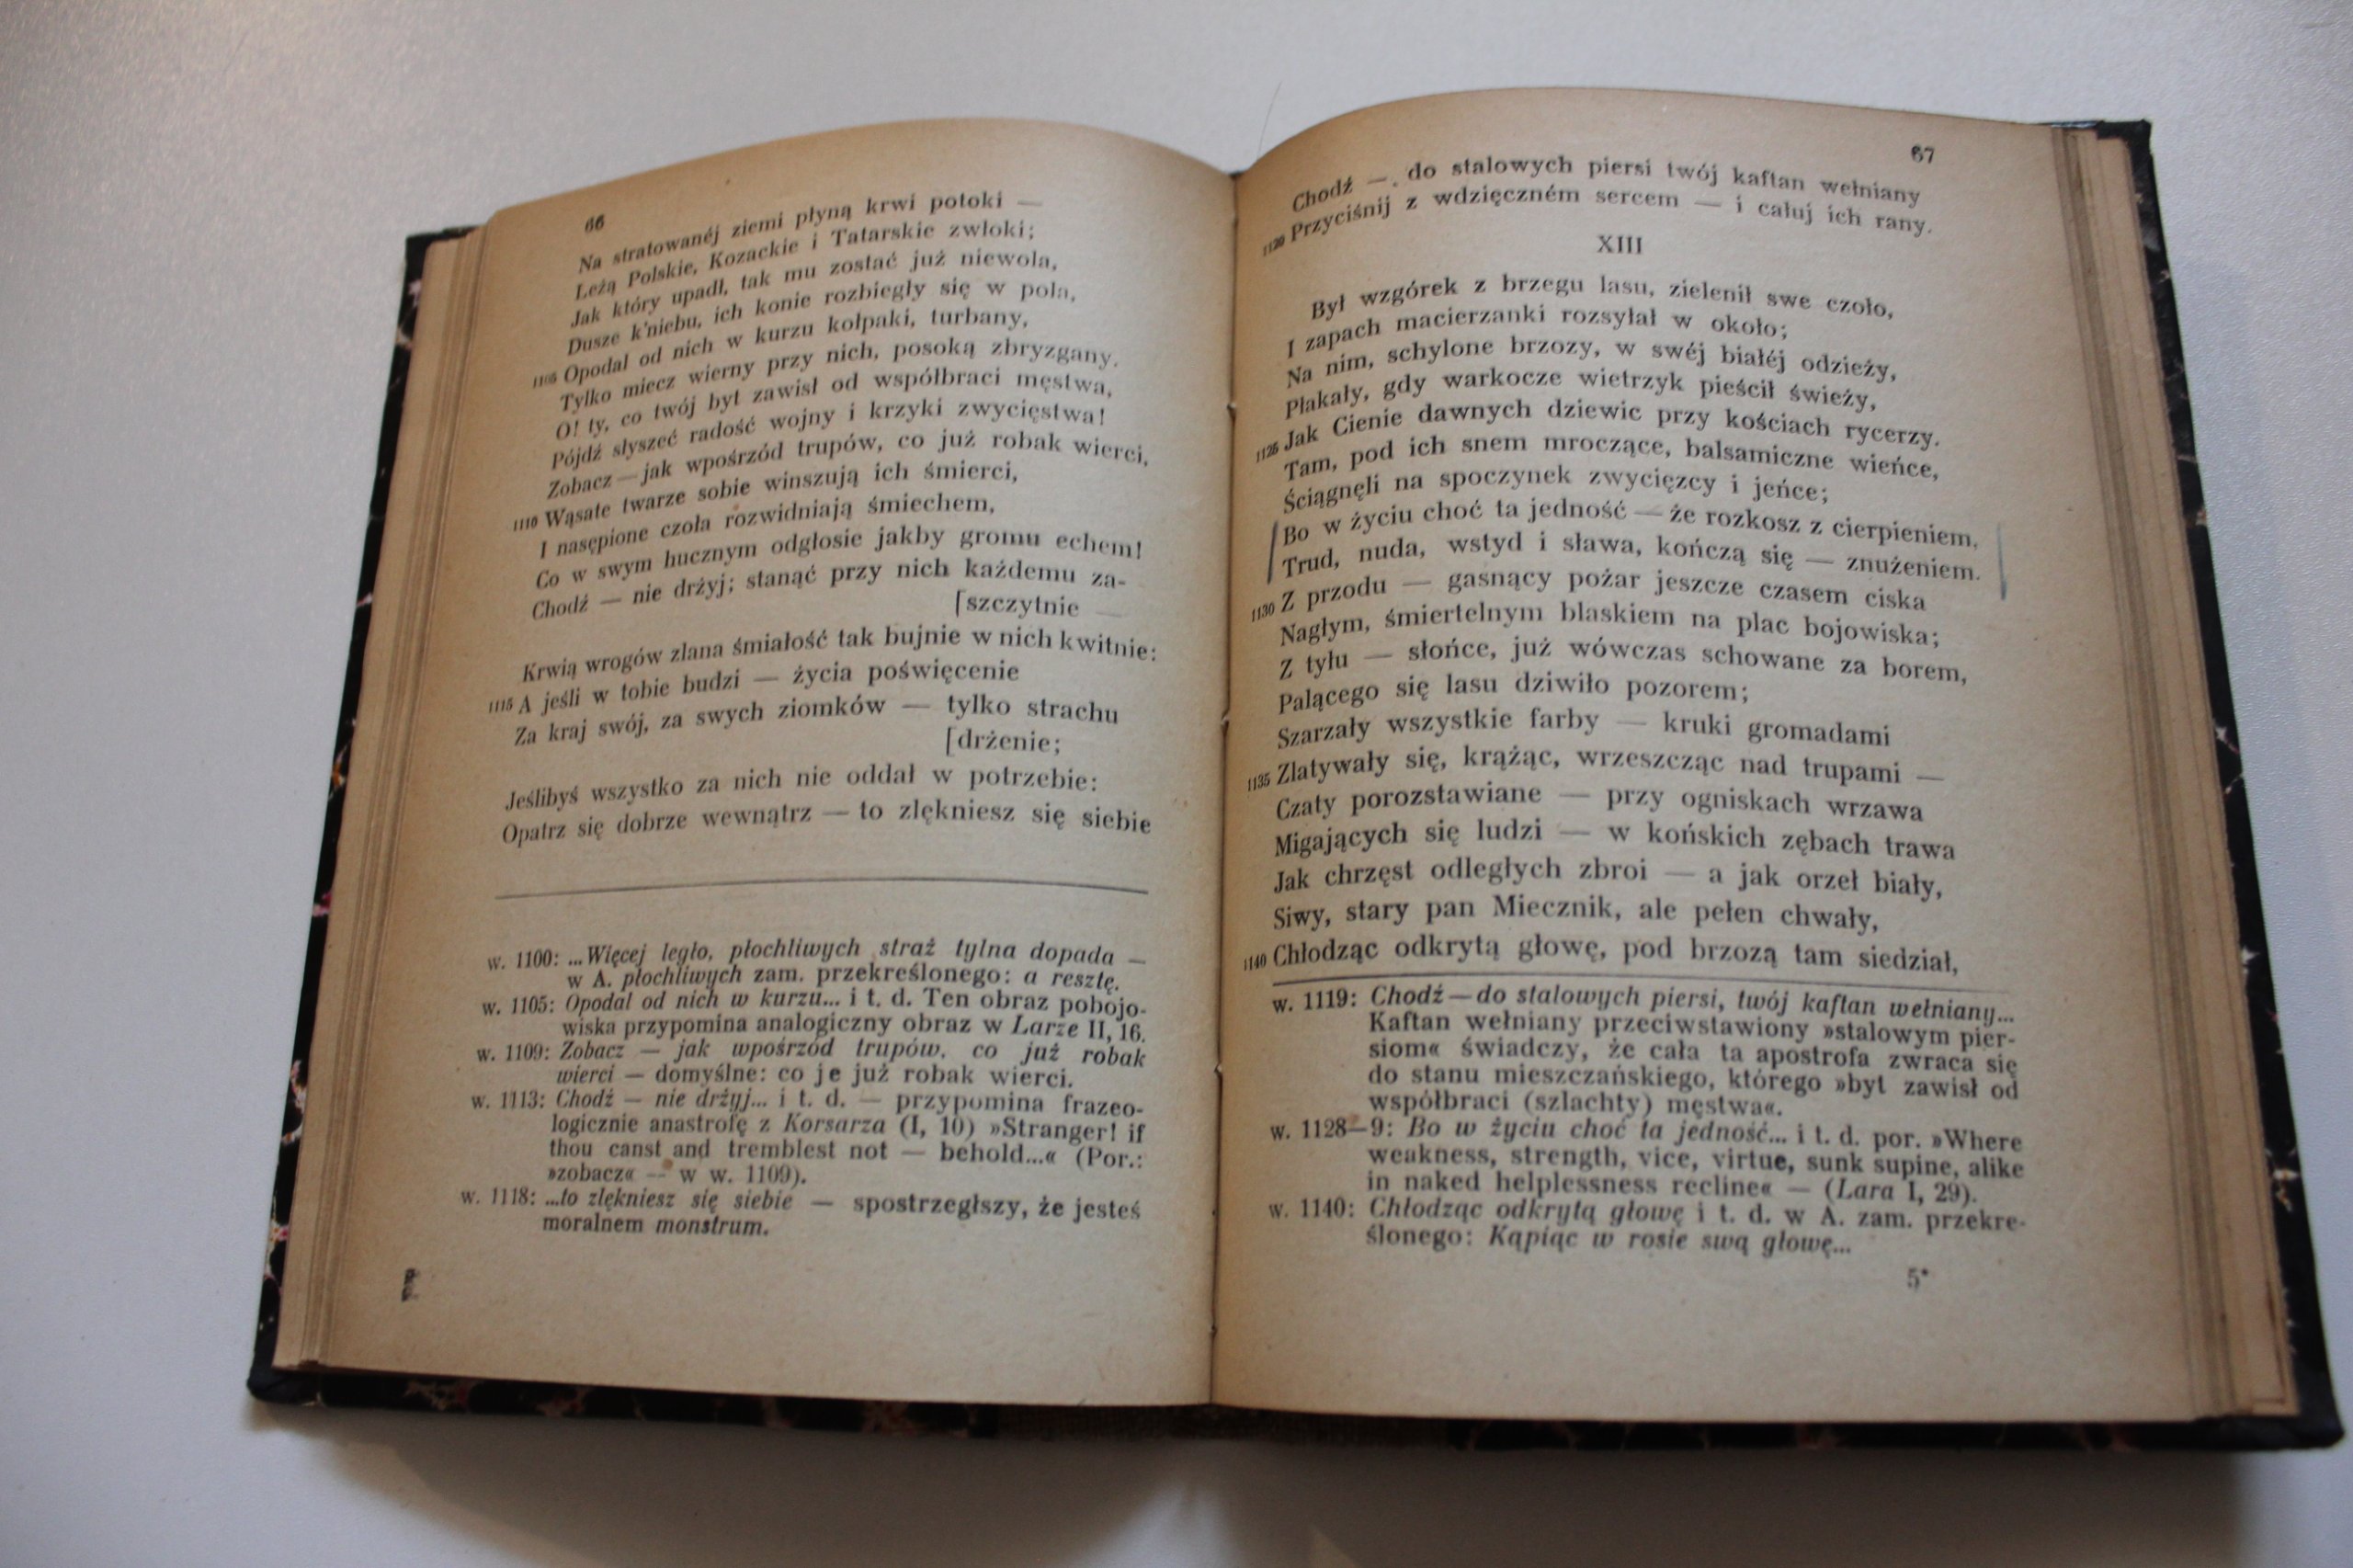 66
Na stratowanéj ziemi płyną krwi potoki —
Leżą Polskie, Kozackie i Tatarskie zwłoki;
Jak który upadł, tak mu zostać już niewola,
Dusze k'niebu, ich konie rozbiegły się w pola,
1105 Opodal od nich w kurzu kołpaki, turbany,
Tylko miecz wierny przy nich, posoką zbryzgany.
O! ty, co twój byt zawisł od współbraci męstwa,
Pójdź słyszeć radość wojny i krzyki zwycięstwa!
Zobacz — jak wpośrzód trupów, co już robak wierci,
1110 Wąsate twarze sobie winszują ich śmierci,
I nasępione czoła rozwidniają śmiechem,
Co w swym hucznym odgłosie jakby gromu echem!
Chodź — nie drżyj; stanąć przy nich każdemu za-
[szczytnie —
Krwią wrogów zlana śmiałość tak bujnie w nich kwitnie:
1115 A jeśli w tobie budzi — życia poświęcenie
Za kraj swój, za swych ziomków — tylko strachu
[drżenie;
Jeślibyś wszystko za nich nie oddał w potrzebie:
Opatrz się dobrze wewnątrz — to zlękniesz się siebie
w. 1100: ...Więcej legło, płochliwych straż tylna dopada —
w A. płochliwych zam. przekreślonego: a resztę.
w. 1105: Opodal od nich w kurzu... i t. d. Ten obraz pobojo-
wiska przypomina analogiczny obraz w Larze II, 16.
w. 1109: Zobacz — jak wpośrzód trupów, co już robak
wierci — domyślne: co je już robak wierci.
w. 1113: Chodź — nie drżyj... i t. d. — przypomina frazeo-
logicznie anastrofę z Korsarza (I, 10) »Stranger! if
thou canst and tremblest not — behold...« (Por.:
»zobacz« — w w. 1109).
w. 1118: ...to zlękniesz się siebie — spostrzegłszy, że jesteś
moralnem monstrum.
67
Chodź — do stalowych piersi twój kaftan wełniany
1120 Przyciśnij z wdzięczném sercem — i całuj ich rany.
XIII
Był wzgórek z brzegu lasu, zielenił swe czoło,
I zapach macierzanki rozsyłał w około;
Na nim, schylone brzozy, w swéj białéj odzieży,
Płakały, gdy warkocze wietrzyk pieścił świeży,
1125 Jak Cienie dawnych dziewic przy kościach rycerzy.
Tam, pod ich snem mroczące, balsamiczne wieńce,
Ściągnęli na spoczynek zwycięzcy i jeńce;
Bo w życiu choć ta jedność — że rozkosz z cierpieniem,
Trud, nuda, wstyd i sława, kończą się — znużeniem.
1130 Z przodu — gasnący pożar jeszcze czasem ciska
Nagłym, śmiertelnym blaskiem na plac bojowiska;
Z tyłu — słońce, już wówczas schowane za borem,
Palącego się lasu dziwiło pozorem;
Szarzały wszystkie farby — kruki gromadami
1135 Zlatywały się, krążąc, wrzeszcząc nad trupami —
Czaty porozstawiane — przy ogniskach wrzawa
Migających się ludzi — w końskich zębach trawa
Jak chrzęst odległych zbroi — a jak orzeł biały,
Siwy, stary pan Miecznik, ale pełen chwały,
1140 Chłodząc odkrytą głowę, pod brzozą tam siedział,
w. 1119: Chodź — do stalowych piersi, twój kaftan wełniany...
Kaftan wełniany przeciwstawiony »stalowym pier-
siom« świadczy, że cała ta apostrofa zwraca się
do stanu mieszczańskiego, którego »byt zawisł od
współbraci (szlachty) męstwa«.
w. 1128—9: Bo w życiu choć ta jedność... i t. d. por. »Where
weakness, strength, vice, virtue, sunk supine, alike
in naked helplessness recline« — (Lara I, 29).
w. 1140: Chłodząc odkrytą głowę i t. d. w A. zam. przekre-
ślonego: Kąpiąc w rosie swą głowę...
5*